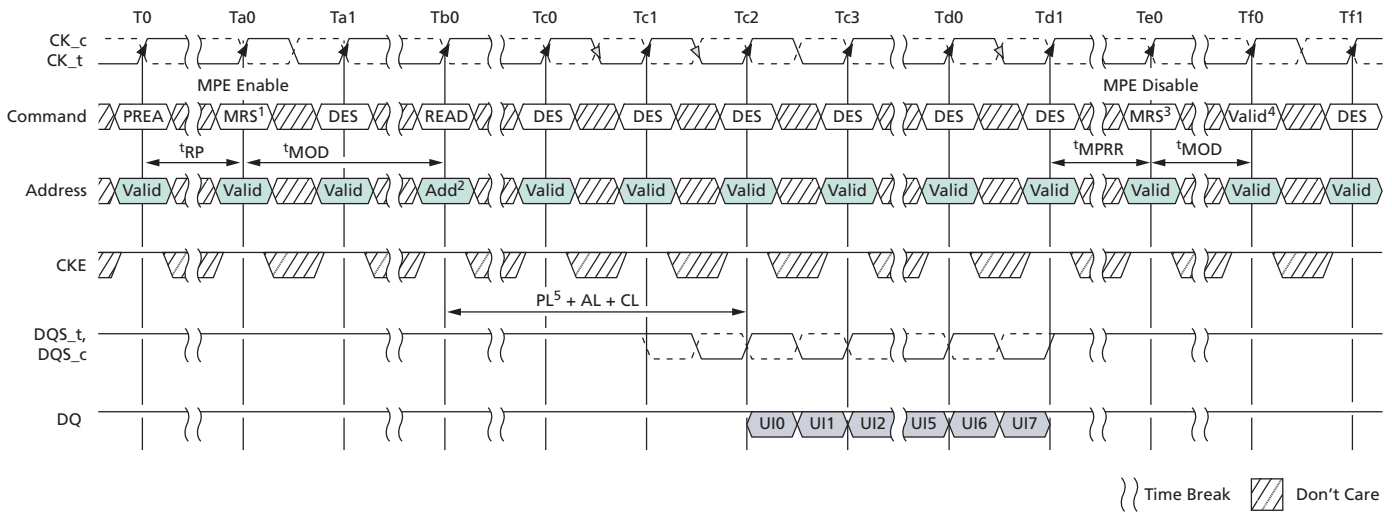 T0 Ta0 Ta1 Tb0 Tc0 Tc1 Tc2 Tc3 Td0 Td1 Te0 Tf0 Tf1
CK_c
CK_t
MPE Enable MPE Disable
Command PREA MRS1 DES READ DES DES DES DES DES DES MRS3 Valid4 DES
tRP tMOD tMPRR tMOD
Address Valid Valid Valid Add2 Valid Valid Valid Valid Valid Valid Valid Valid Valid
CKE
PL5 + AL + CL
DQS_t,
DQS_c
DQ UI0 UI1 UI2 UI5 UI6 UI7
Time Break Don't Care